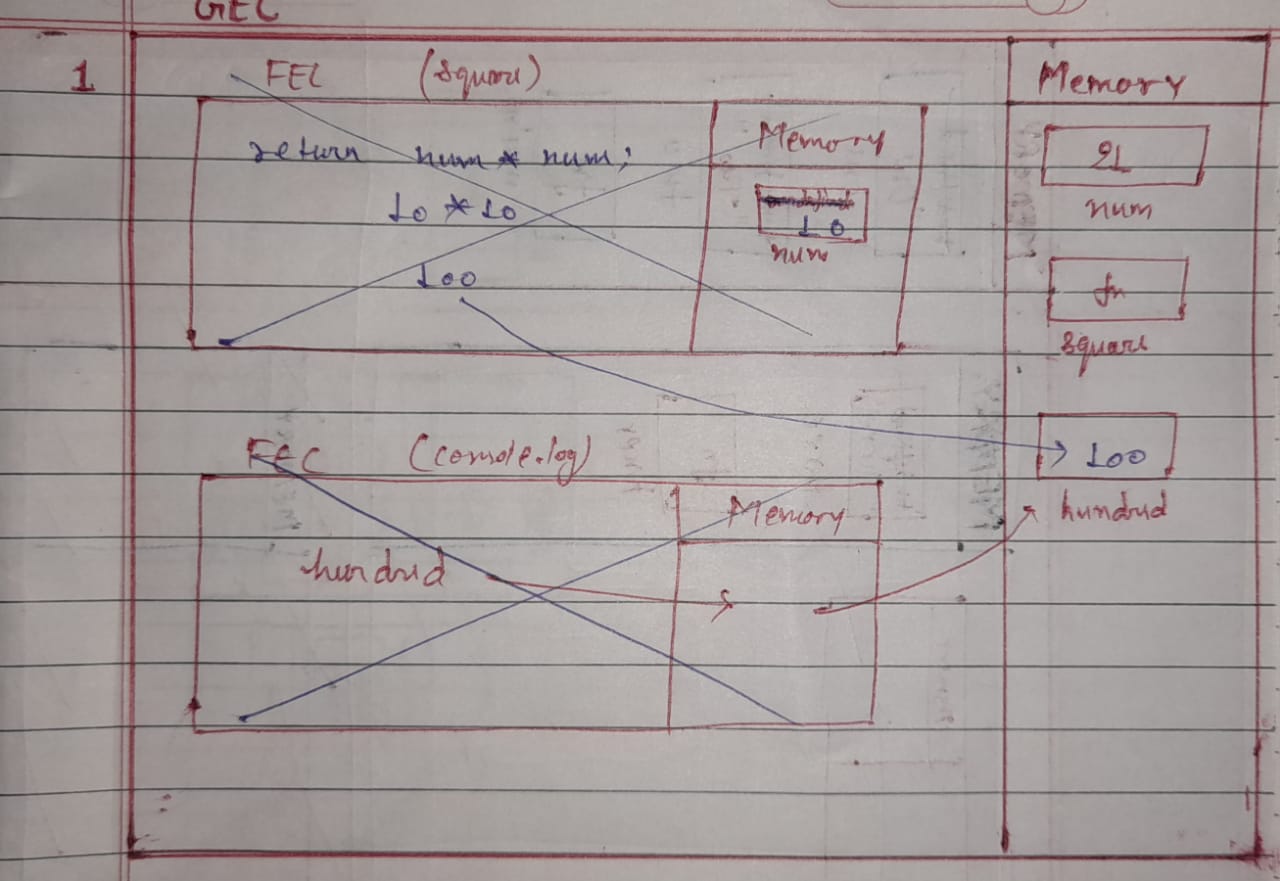 GEC
1
FEC (square)
Memory
return num * num;
10 * 10
100
Memory
10
num
21
num
fn
square
100
hundred
FEC (console.log)
Memory
hundred